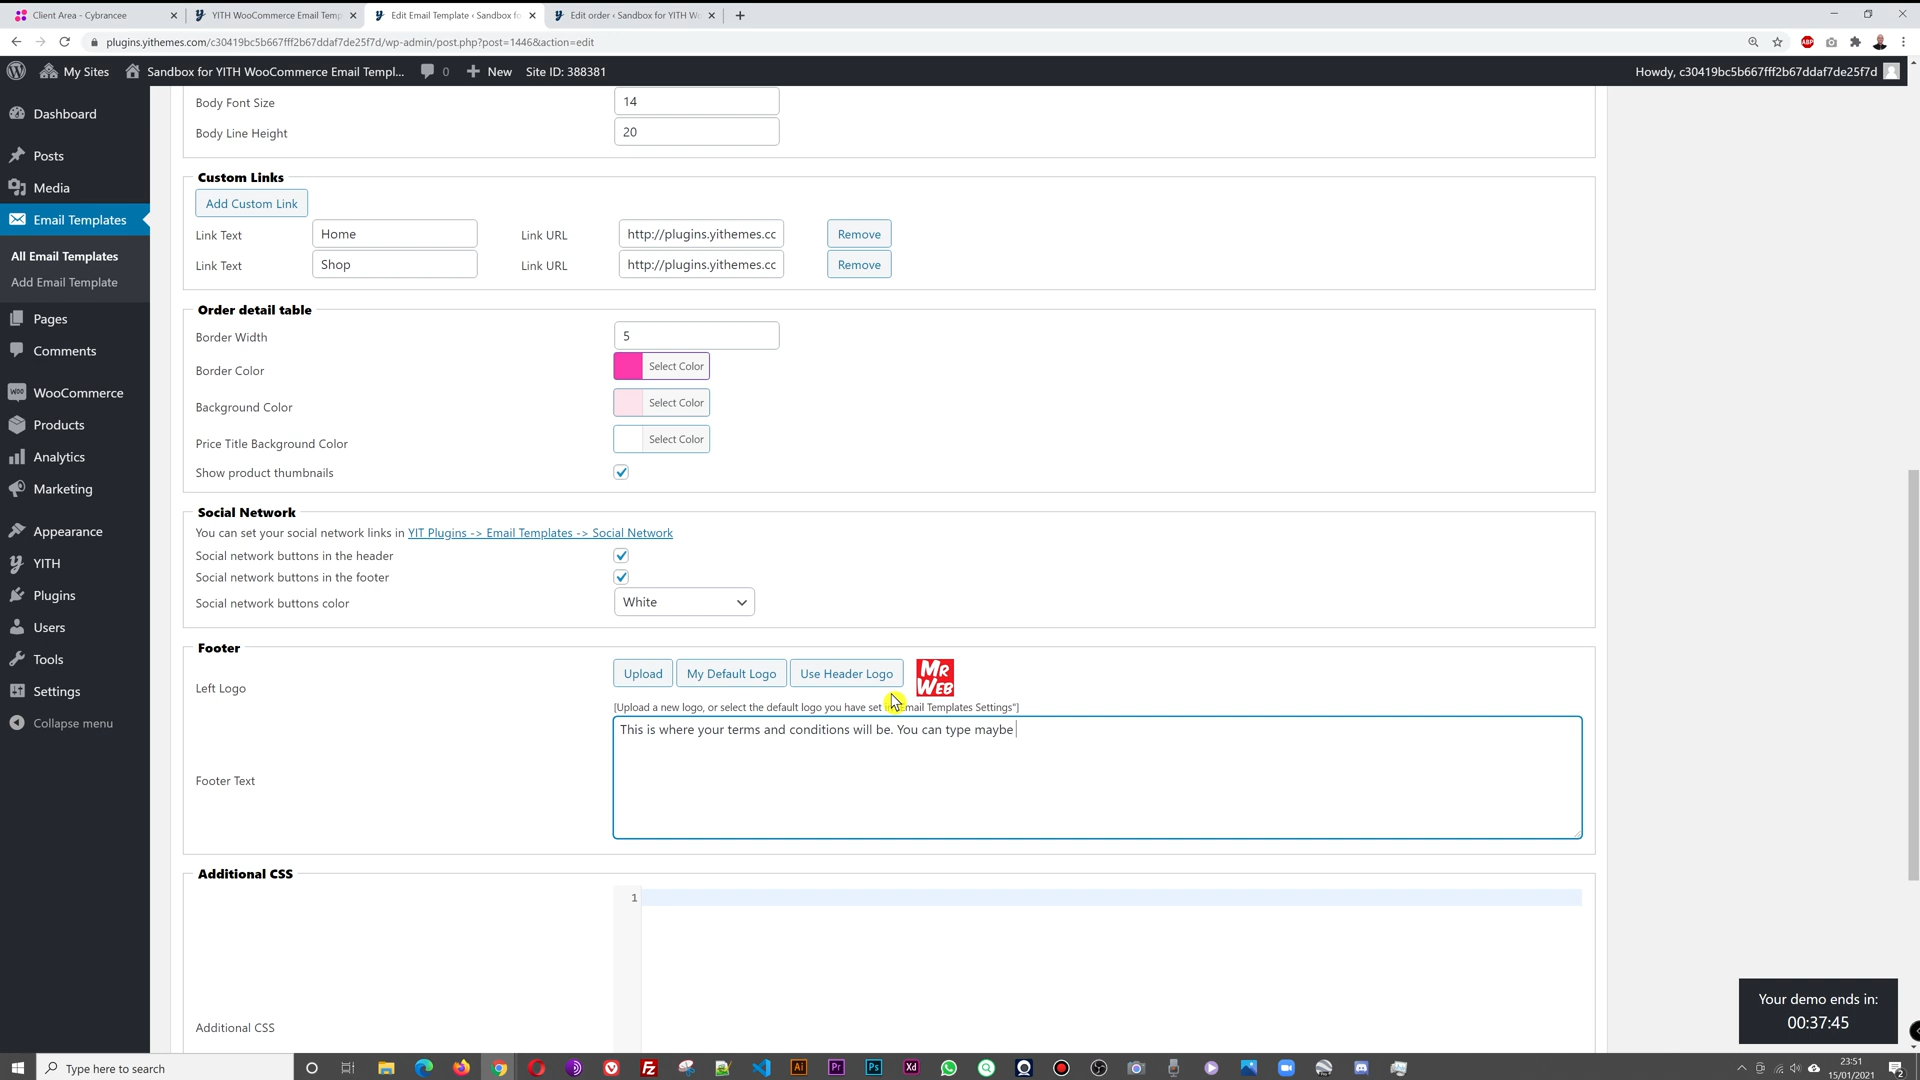 Client Area - Cybrancee
YITH WooCommerce Email Temp
Edit Email Template ‹ Sandbox fo
Edit order ‹ Sandbox for YITH W
plugins.yithemes.com/c30419bc5b667fff2b67ddaf7de25f7d/wp-admin/post.php?post=1446&action=edit
My Sites
Sandbox for YITH WooCommerce Email Templ...
0
New
Site ID: 388381
Howdy, c30419bc5b667fff2b67ddaf7de25f7d
Dashboard
Posts
Media
Email Templates
All Email Templates
Add Email Template
Pages
Comments
WooCommerce
Products
Analytics
Marketing
Appearance
YITH
Plugins
Users
Tools
Settings
Collapse menu
Body Font Size
14
Body Line Height
20
Custom Links
Add Custom Link
Link Text
Home
Link URL
http://plugins.yithemes.cc
Remove
Link Text
Shop
Link URL
http://plugins.yithemes.cc
Remove
Order detail table
Border Width
5
Border Color
Select Color
Background Color
Select Color
Price Title Background Color
Select Color
Show product thumbnails
Social Network
You can set your social network links in YIT Plugins -> Email Templates -> Social Network
Social network buttons in the header
Social network buttons in the footer
Social network buttons color
White
Footer
Left Logo
Upload
My Default Logo
Use Header Logo
MR
WEB
[Upload a new logo, or select the default logo you have set mail Templates Settings"]
Footer Text
This is where your terms and conditions will be. You can type maybe
Additional CSS
1
Additional CSS
Your demo ends in:
00:37:45
Type here to search
23:51
15/01/2021